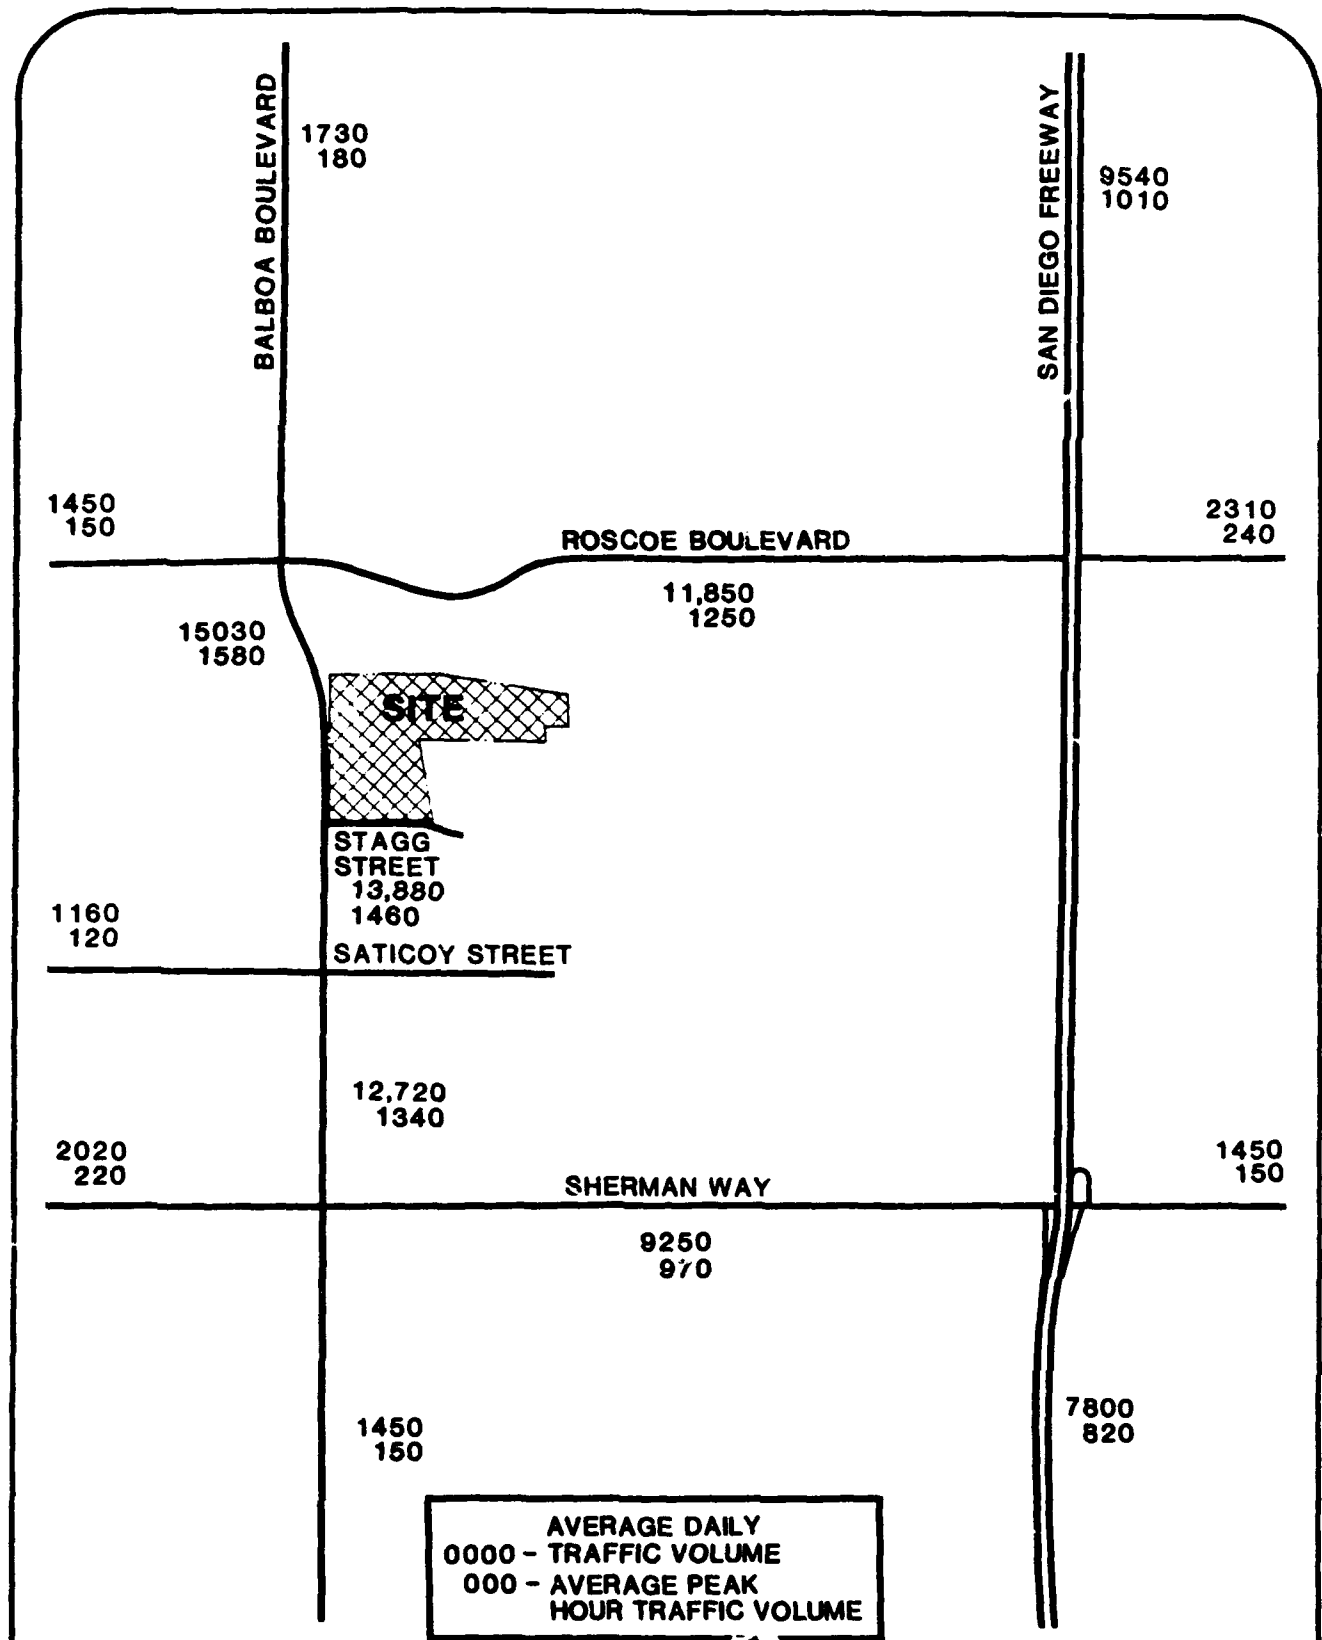 BALBOA BOULEVARD
1730
180
SAN DIEGO FREEWAY
9540
1010
1450
150
ROSCOE BOULEVARD
2310
240
11,850
1250
15030
1580
SITE
STAGG
STREET
13,880
1460
1160
120
SATICOY STREET
12,720
1340
2020
220
SHERMAN WAY
1450
150
9250
970
7800
820
1450
150
AVERAGE DAILY
0000 - TRAFFIC VOLUME
000 - AVERAGE PEAK
HOUR TRAFFIC VOLUME